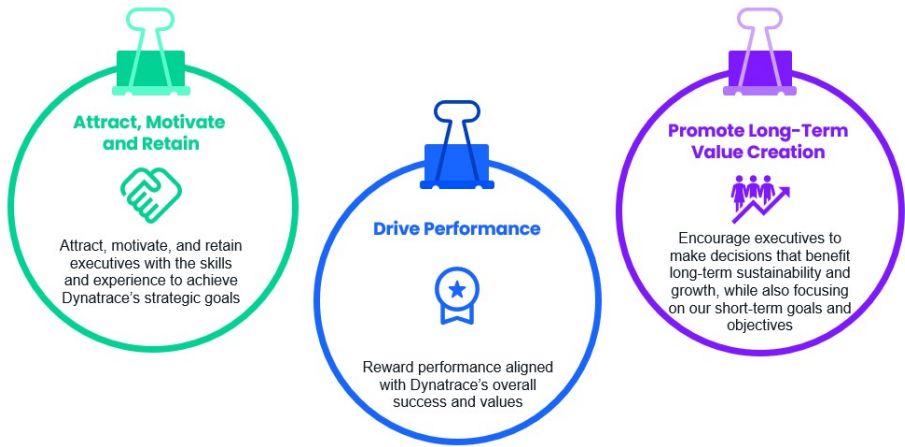 Attract, Motivate
and Retain
Attract, motivate, and retain
executives with the skills
and experience to achieve
Dynatrace's strategic goals
Drive Performance
Reward performance aligned
with Dynatrace's overall
success and values
Promote Long-Term
Value Creation
Encourage executives to
make decisions that benefit
long-term sustainability and
growth, while also focusing
on our short-term goals and
objectives